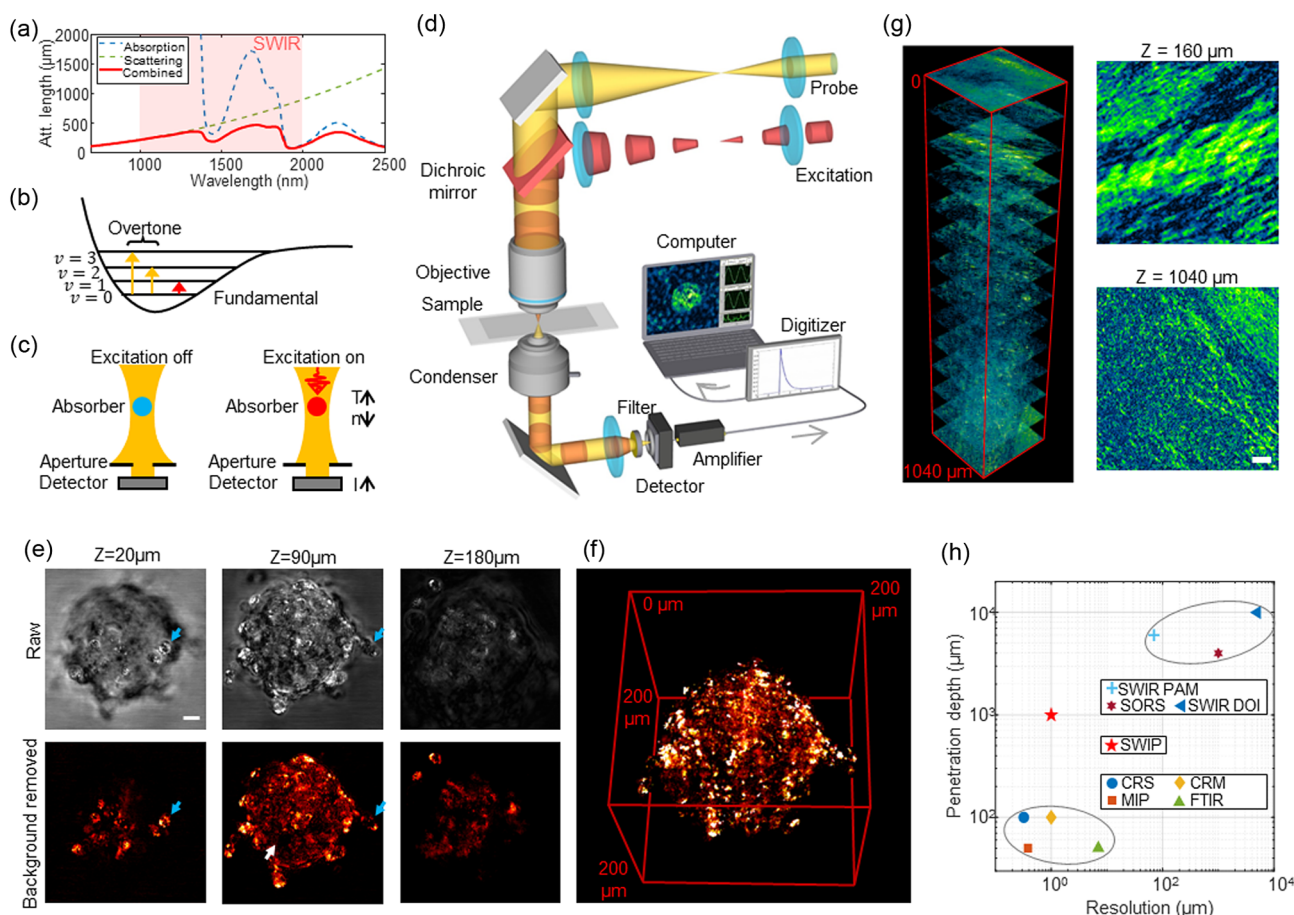 (a)
2000
1500
1000
500
0
Att. length (μm)
Absorption
Scattering
Combined
SWIR
1000
1500
2000
2500
Wavelength (nm)
(b)
Overtone
v = 3
v = 2
v = 1
v = 0
Fundamental
(c)
Excitation off
Excitation on
Absorber
Absorber
T
n
Aperture
Aperture
Detector
Detector
I
(d)
Probe
Dichroic
mirror
Excitation
Computer
Objective
Sample
Digitizer
Condenser
Filter
Amplifier
Detector
(g)
0
1040 μm
Z = 160 μm
Z = 1040 μm
(e)
Z=20μm
Z=90μm
Z=180μm
Raw
Background removed
(f)
0 μm
200
μm
200
μm
200
μm
(h)
Penetration depth (μm)
10⁴
10³
10²
SWIR PAM
SORS
SWIR DOI
SWIP
CRS
CRM
MIP
FTIR
10⁰
10²
10⁴
Resolution (μm)